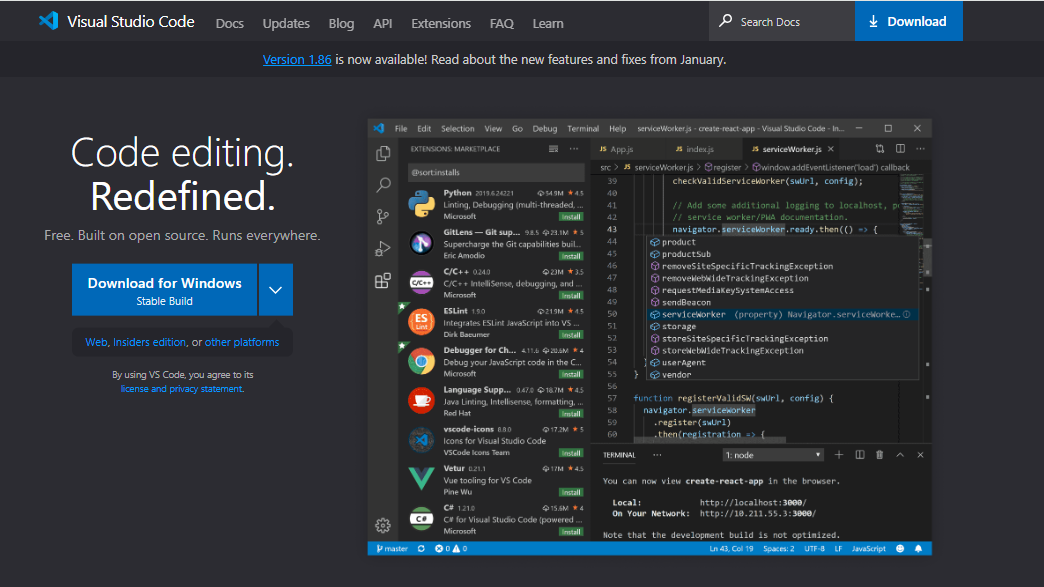 Visual Studio Code Docs Updates Blog API Extensions FAQ Learn Search Docs Download
Version 1.86 is now available! Read about the new features and fixes from January.
Code editing.
Redefined.
Free. Built on open source. Runs everywhere.
Download for Windows
Stable Build
Web, Insiders edition, or other platforms
By using VS Code, you agree to its
license and privacy statement.
File Edit Selection View Go Debug Terminal Help serviceWorker.js - create-react-app - Visual Studio Code - In...
EXTENSIONS: MARKETPLACE
@sort:installs
Python 2019.6.24221 54.9M 4.5
Linting, Debugging (multi-threaded, ...
Microsoft Install
GitLens — Git sup... 9.8.5 23.1M 5
Supercharge the Git capabilities buil...
Eric Amodio Install
C/C++
C/C++ 0.24.0 23M 3.5
C/C++ IntelliSense, debugging, and ...
Microsoft Install
ES
Lint
ESLint 1.9.0 21.9M 4.5
Integrates ESLint JavaScript into VS ...
Dirk Baeumer Install
Debugger for Ch... 4.11.6 20.6M 4
Debug your JavaScript code in the C...
Microsoft Install
Language Supp... 0.47.0 18.7M 4.5
Java Linting, Intellisense, formatting, ...
Red Hat Install
vscode-icons 8.8.0 17.2M 5
Icons for Visual Studio Code
VSCode Icons Team Install
Vetur 0.21.1 17M 4.5
Vue tooling for VS Code
Pine Wu Install
C#
C# 1.21.0 15.6M 4
C# for Visual Studio Code (powered ...
Microsoft Install
JS App.js JS index.js JS serviceWorker.js
src > JS serviceWorker.js > register > window.addEventListener('load') callback
39 checkValidServiceWorker(swUrl, config);
40
41 // Add some additional logging to localhost, p
42 // service worker/PWA documentation.
43 navigator.serviceWorker.ready.then(() => {
44 product
45 productSub
46 removeSiteSpecificTrackingException
47 removeWebWideTrackingException
48 requestMediaKeySystemAccess
49 sendBeacon
50 serviceWorker (property) Navigator.serviceWorke...
51 storage
52 storeSiteSpecificTrackingException
53 storeWebWideTrackingException
54 } userAgent
55 } vendor
56
57 function registerValidSW(swUrl, config) {
58 navigator.serviceWorker
59 .register(swUrl)
60 .then(registration => {
TERMINAL ... 1: node
You can now view create-react-app in the browser.
Local: http://localhost:3000/
On Your Network: http://10.211.55.3:3000/
Note that the development build is not optimized.
master 0 0 Ln 43, Col 19 Spaces: 2 UTF-8 LF JavaScript